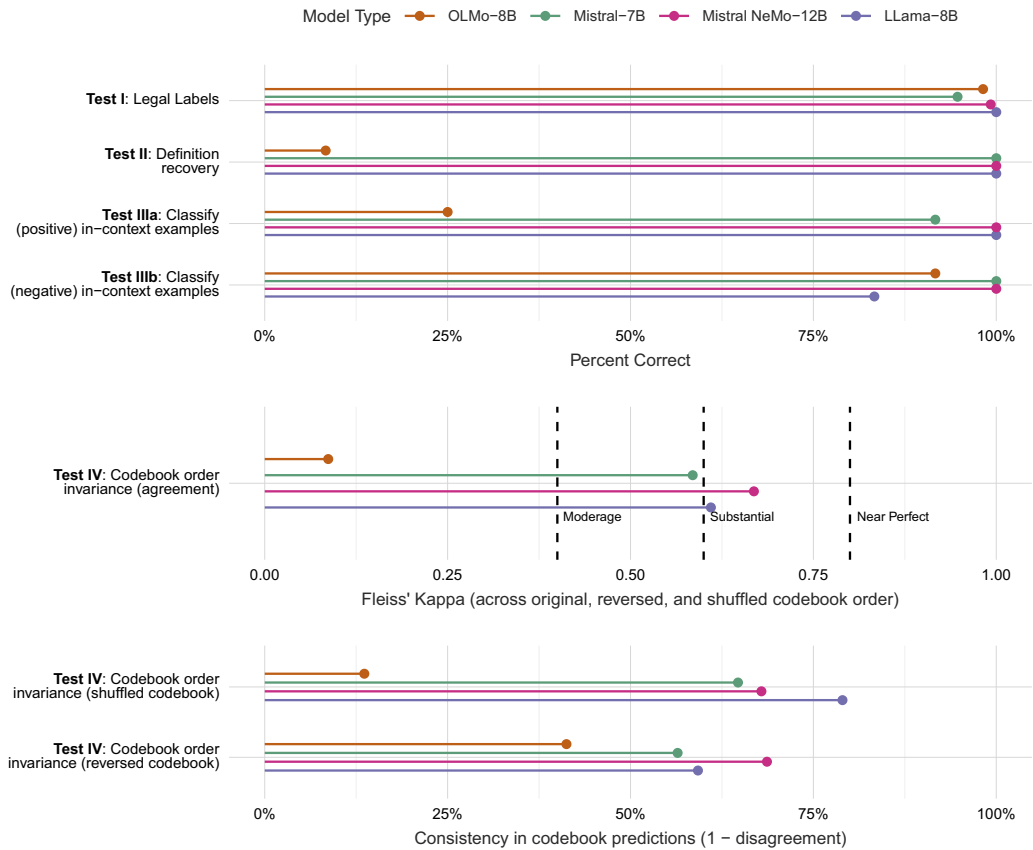 Model Type OLMo−8B Mistral−7B Mistral NeMo−12B LLama−8B
Test I: Legal Labels
Test II: Definition
recovery
Test IIIa: Classify
(positive) in−context examples
Test IIIb: Classify
(negative) in−context examples
0% 25% 50% 75% 100%
Percent Correct
Test IV: Codebook order
invariance (agreement)
Moderage Substantial Near Perfect
0.00 0.25 0.50 0.75 1.00
Fleiss' Kappa (across original, reversed, and shuffled codebook order)
Test IV: Codebook order
invariance (shuffled codebook)
Test IV: Codebook order
invariance (reversed codebook)
0% 25% 50% 75% 100%
Consistency in codebook predictions (1 − disagreement)